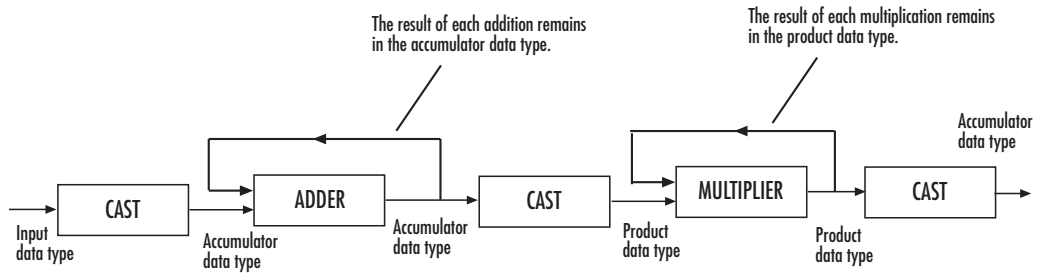 The result of each addition remains
in the accumulator data type.
The result of each multiplication remains
in the product data type.
Accumulator
data type
CAST
ADDER
CAST
MULTIPLIER
CAST
Input
data type
Accumulator
data type
Accumulator
data type
Product
data type
Product
data type